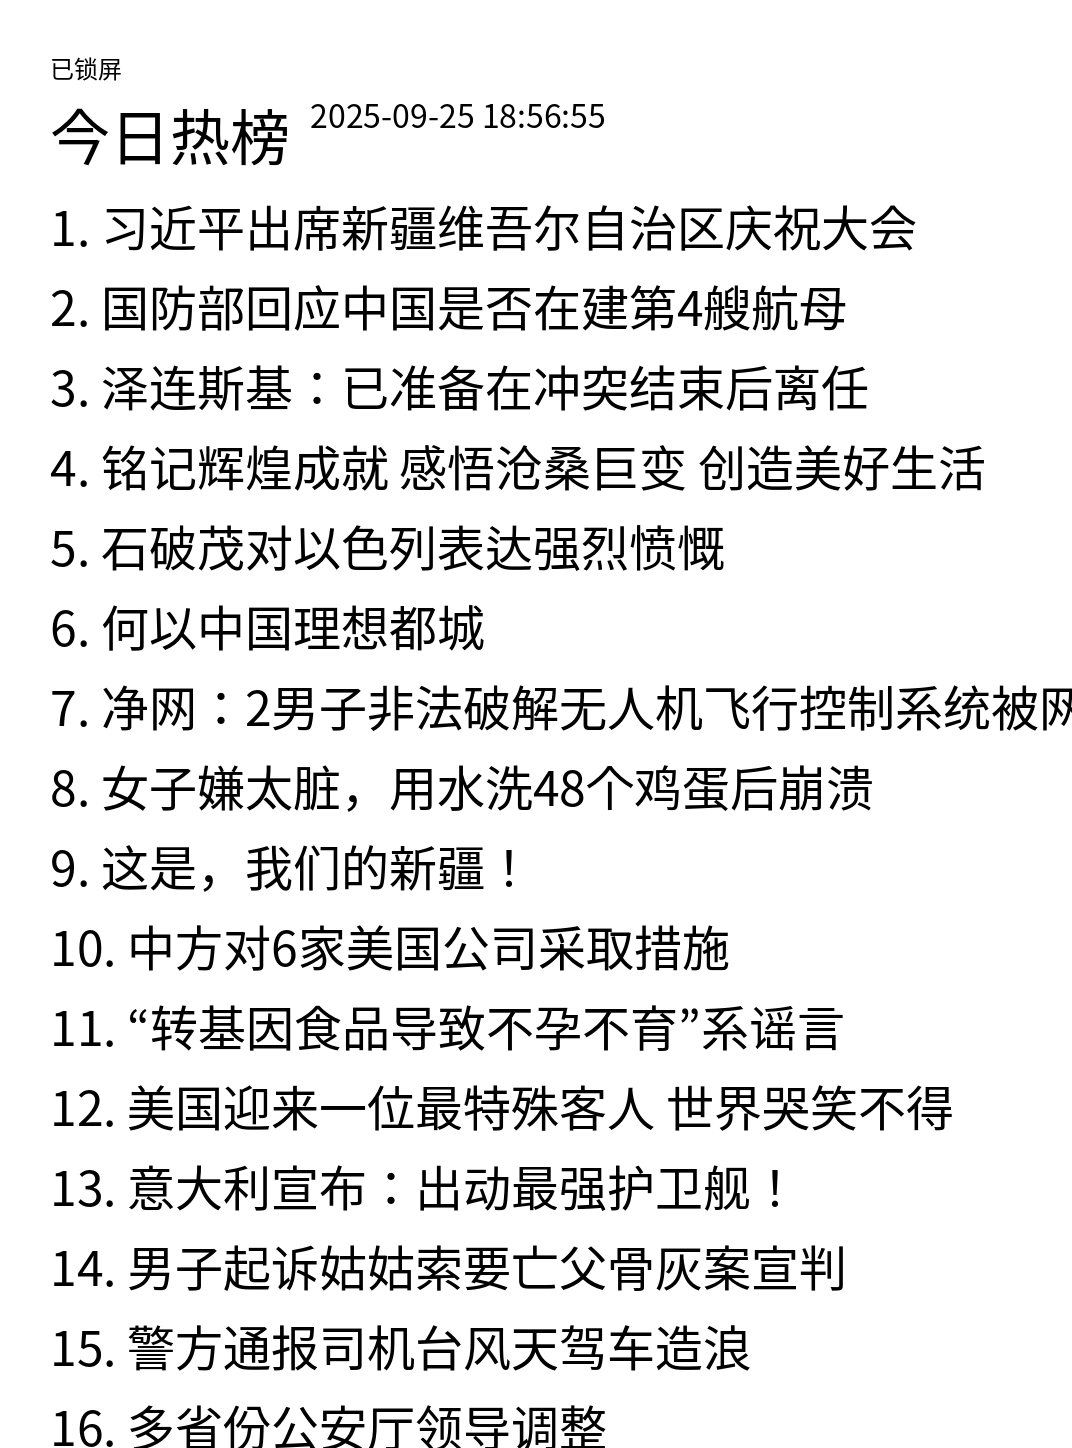 已锁屏
今日热榜 2025-09-25 18:56:55
1. 习近平出席新疆维吾尔自治区庆祝大会
2. 国防部回应中国是否在建第4艘航母
3. 泽连斯基：已准备在冲突结束后离任
4. 铭记辉煌成就 感悟沧桑巨变 创造美好生活
5. 石破茂对以色列表达强烈愤慨
6. 何以中国理想都城
7. 净网：2男子非法破解无人机飞行控制系统被网
8. 女子嫌太脏，用水洗48个鸡蛋后崩溃
9. 这是，我们的新疆！
10. 中方对6家美国公司采取措施
11. “转基因食品导致不孕不育”系谣言
12. 美国迎来一位最特殊客人 世界哭笑不得
13. 意大利宣布：出动最强护卫舰！
14. 男子起诉姑姑索要亡父骨灰案宣判
15. 警方通报司机台风天驾车造浪
16. 多省份公安厅领导调整